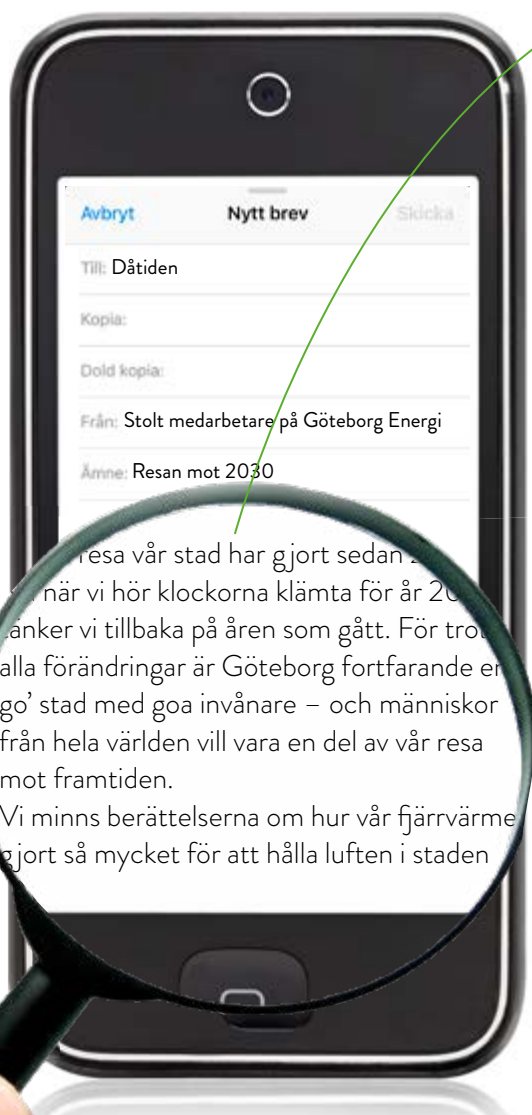 Avbryt Nytt brev Skicka
Till: Dåtiden
Kopia:
Dold kopia:
Från: Stolt medarbetare på Göteborg Energi
Ämne: Resan mot 2030
resa vår stad har gjort sedan
när vi hör klockorna klämta för år
tänker vi tillbaka på åren som gått. För
alla förändringar är Göteborg fortfarande en
go’ stad med goa invånare – och människor
från hela världen vill vara en del av vår resa
mot framtiden.
Vi minns berättelserna om hur vår fjärrvärme
gjort så mycket för att hålla luften i staden